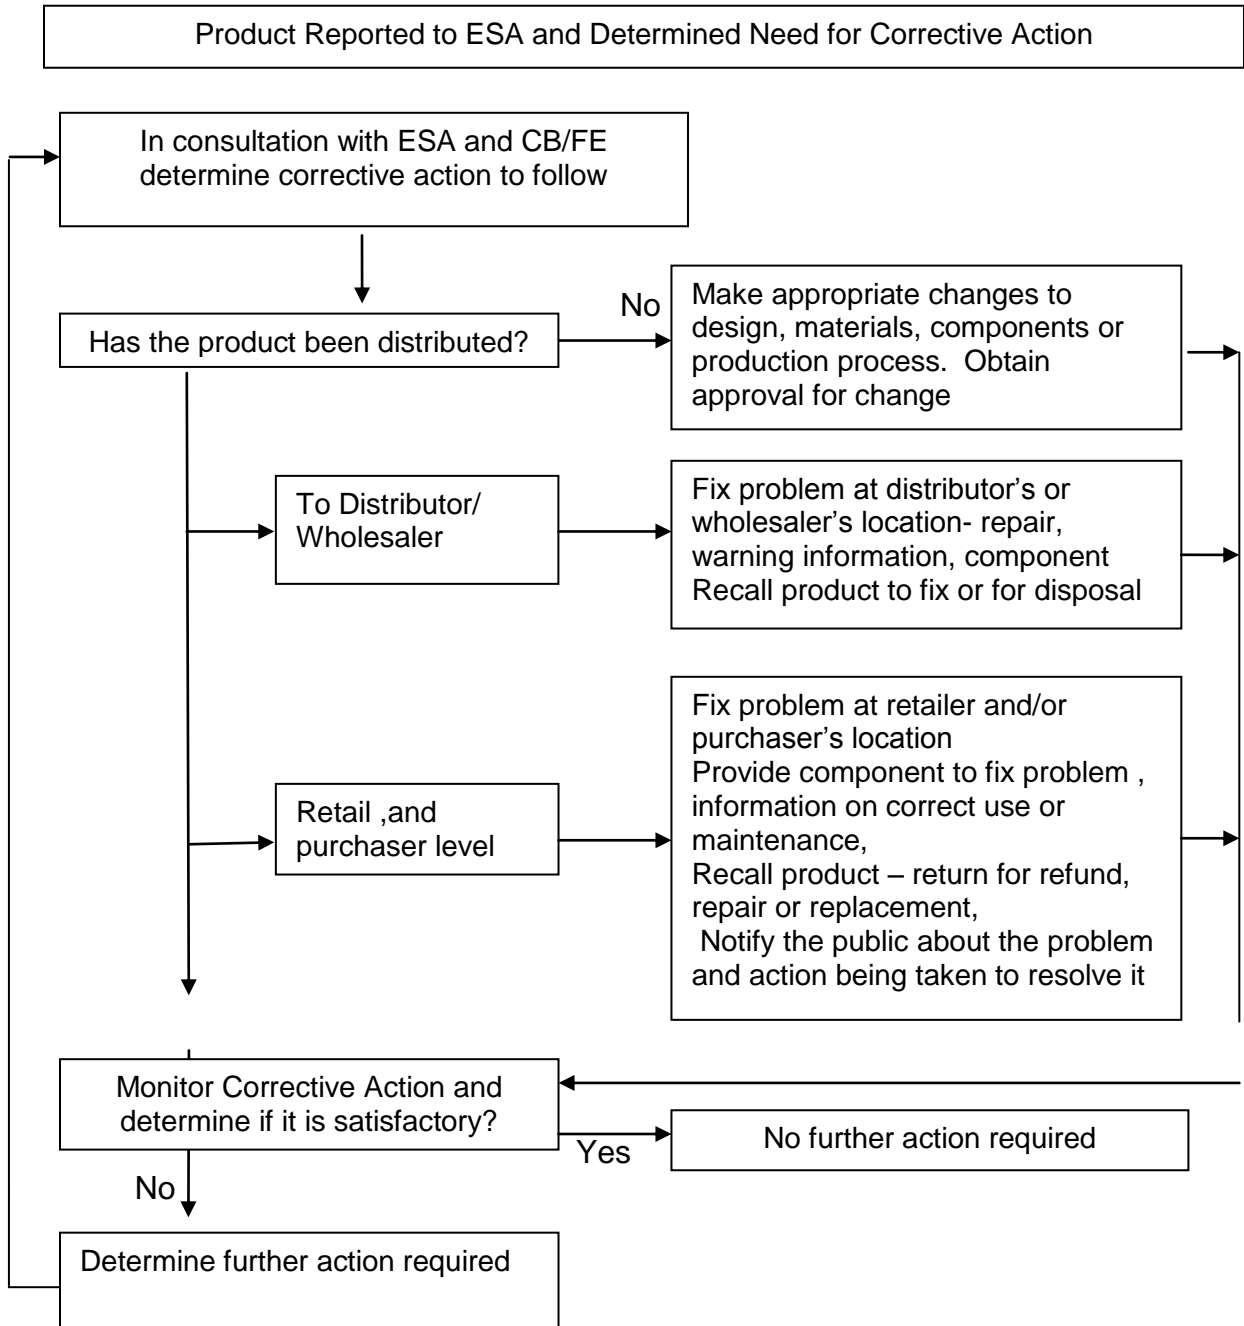 Product Reported to ESA and Determined Need for Corrective Action
In consultation with ESA and CB/FE
determine corrective action to follow
Has the product been distributed?
No
Make appropriate changes to
design, materials, components or
production process.  Obtain
approval for change
To Distributor/
Wholesaler
Fix problem at distributor’s or
wholesaler’s location- repair,
warning information, component
Recall product to fix or for disposal
Retail ,and
purchaser level
Fix problem at retailer and/or
purchaser’s location
Provide component to fix problem ,
information on correct use or
maintenance,
Recall product – return for refund,
repair or replacement,
Notify the public about the problem
and action being taken to resolve it
Monitor Corrective Action and
determine if it is satisfactory?
Yes
No further action required
No
Determine further action required